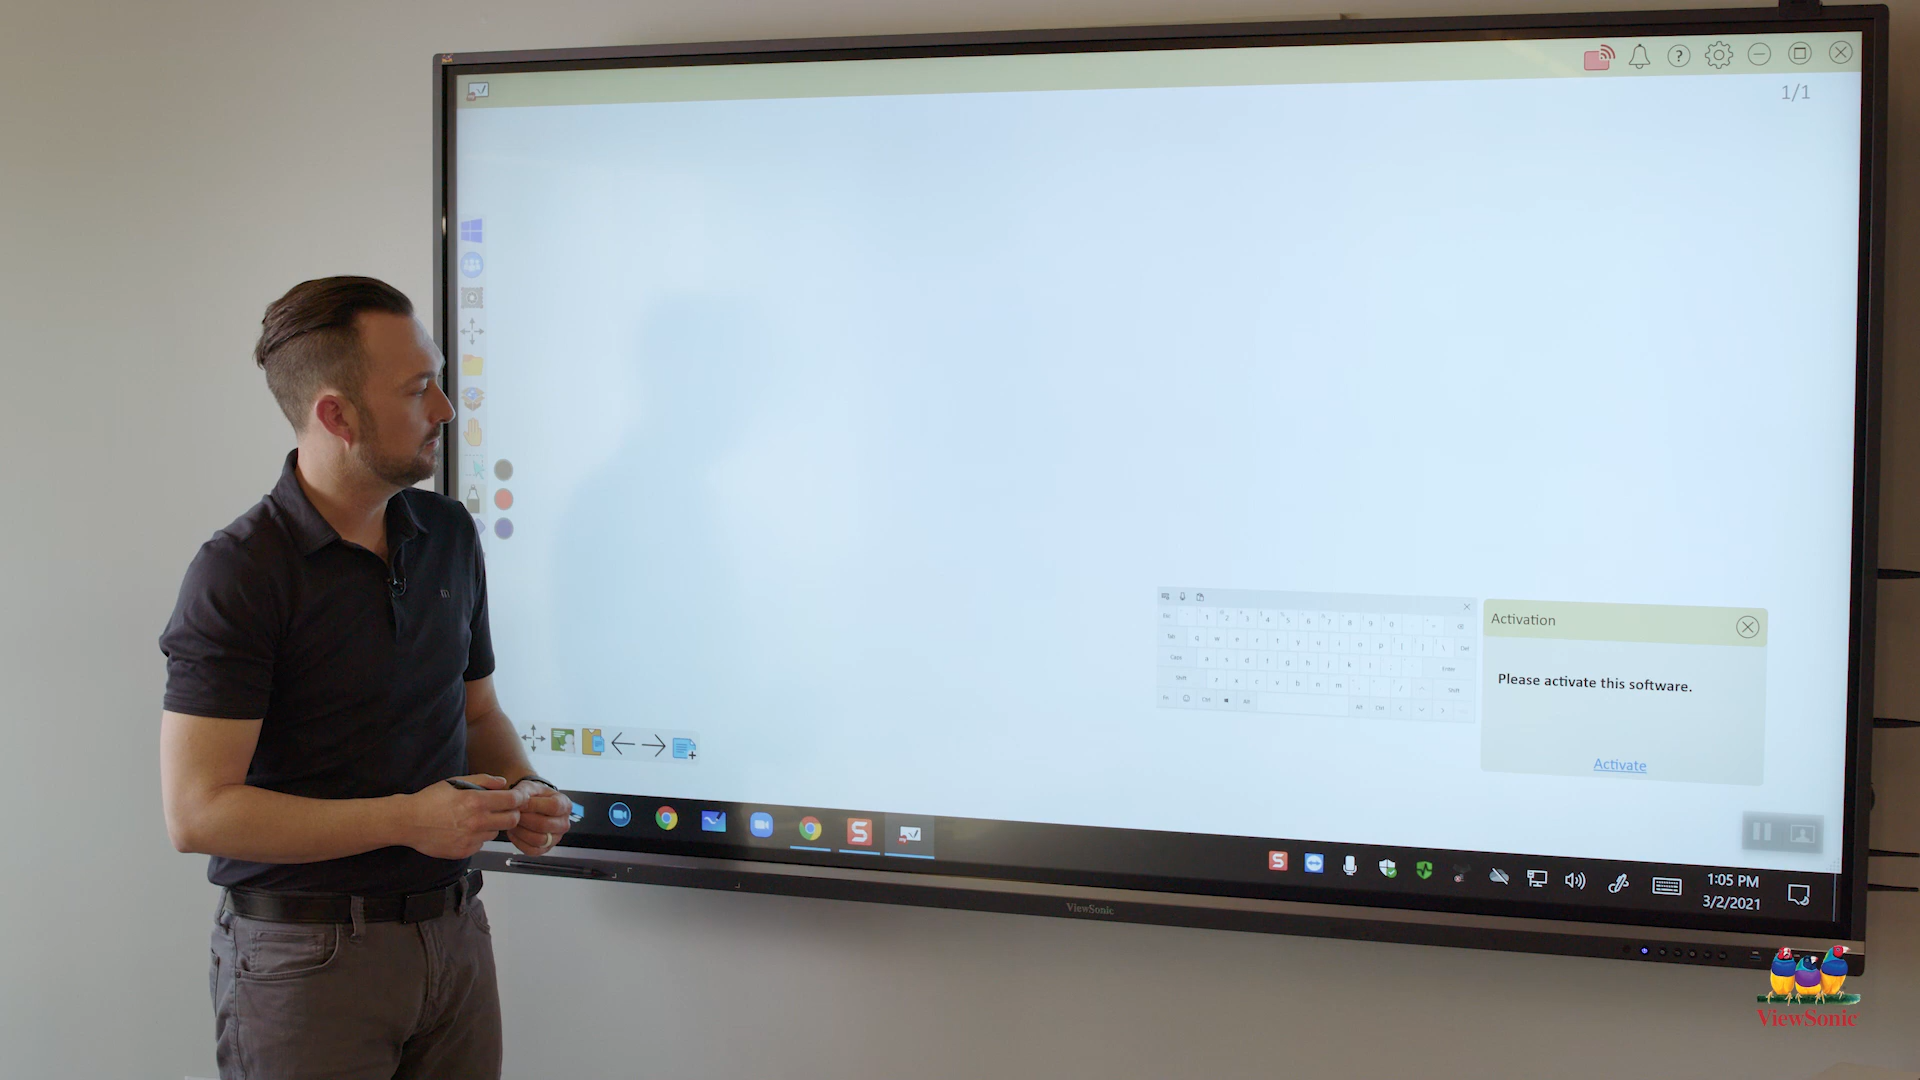 1/1
Activation
Please activate this software.
Activate
1:05 PM
3/2/2021
ViewSonic
ViewSonic